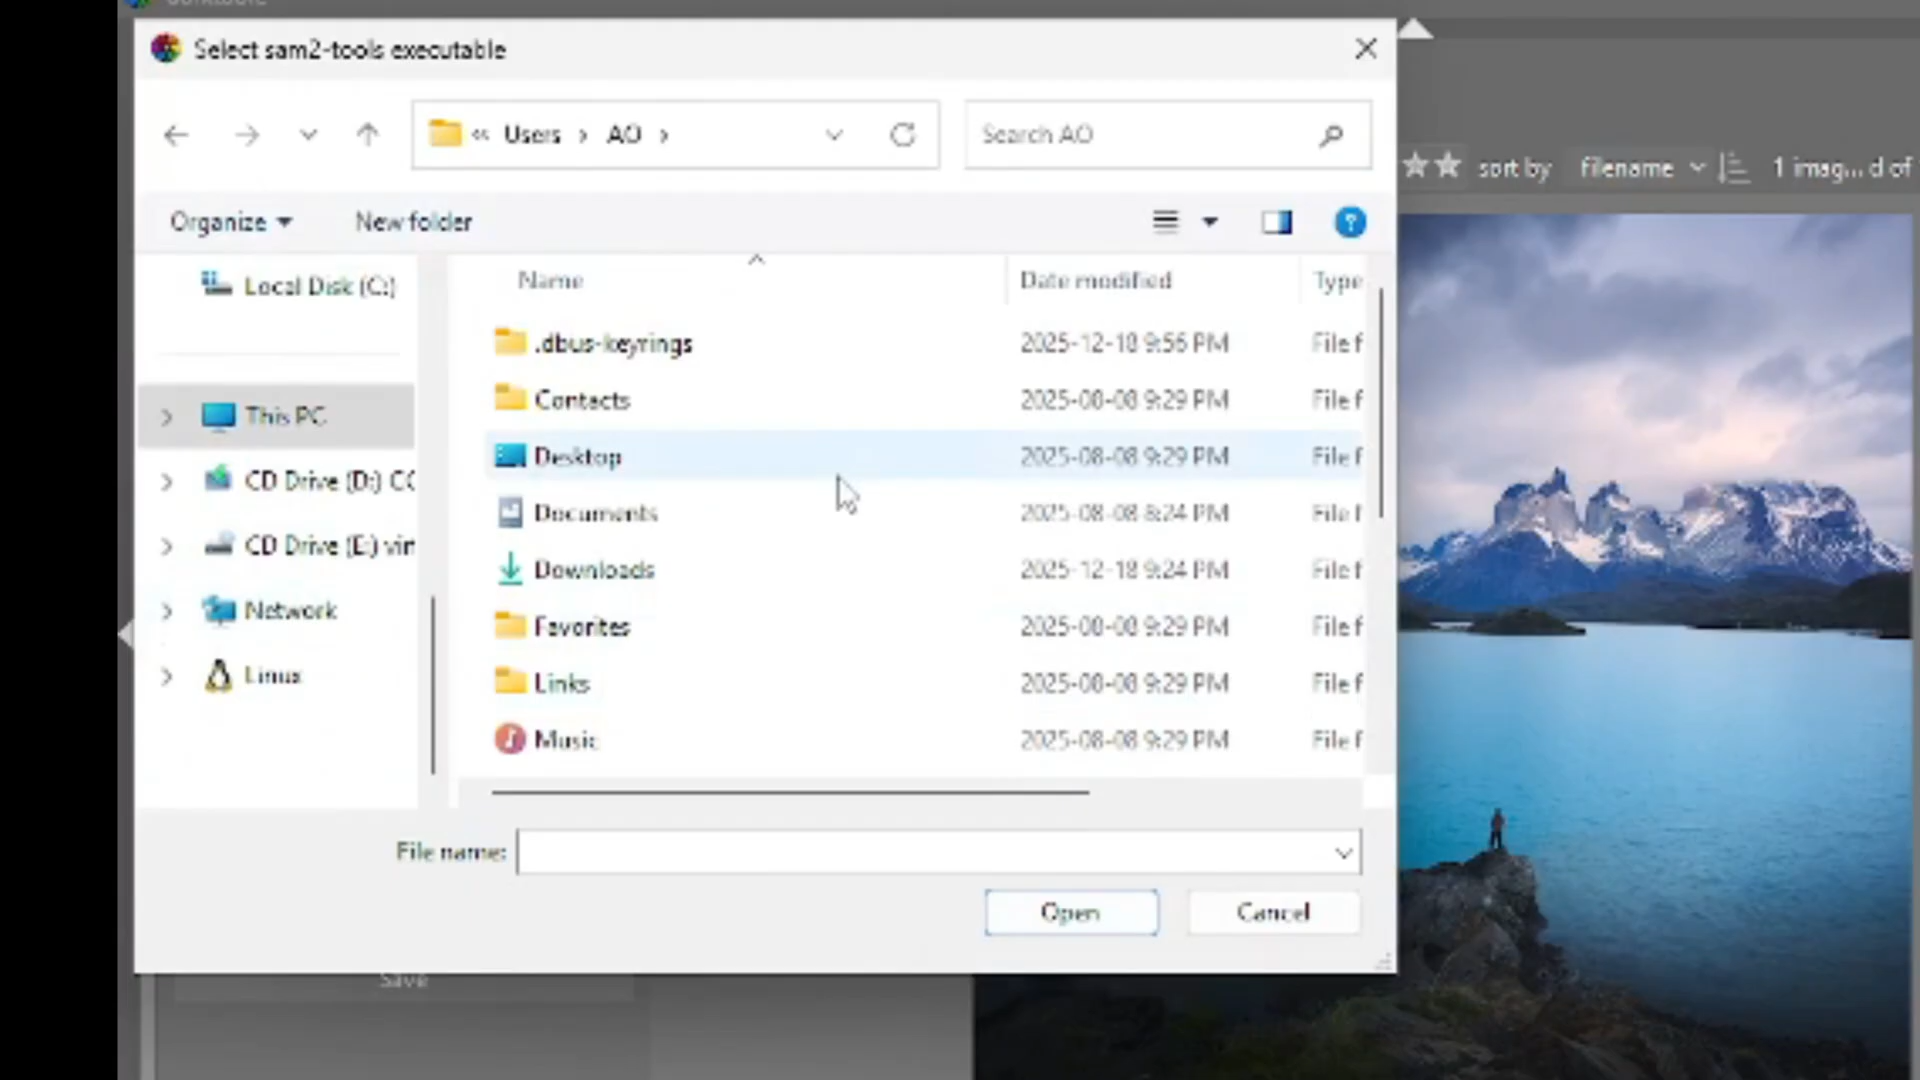 Select sam2-tools executable
« Users > AO >
Search AO
sort by filename 1 imag... d of
Organize
New folder
Name Date modified Type
Local Disk (C:)
This PC
CD Drive (D:) CC
CD Drive (E:) vir
Network
Linux
.dbus-keyrings 2025-12-18 9:56 PM File f
Contacts 2025-08-08 9:29 PM File f
Desktop 2025-08-08 9:29 PM File f
Documents 2025-08-08 8:24 PM File f
Downloads 2025-12-18 9:24 PM File f
Favorites 2025-08-08 9:29 PM File f
Links 2025-08-08 9:29 PM File f
Music 2025-08-08 9:29 PM File f
File name:
Open
Cancel
Save